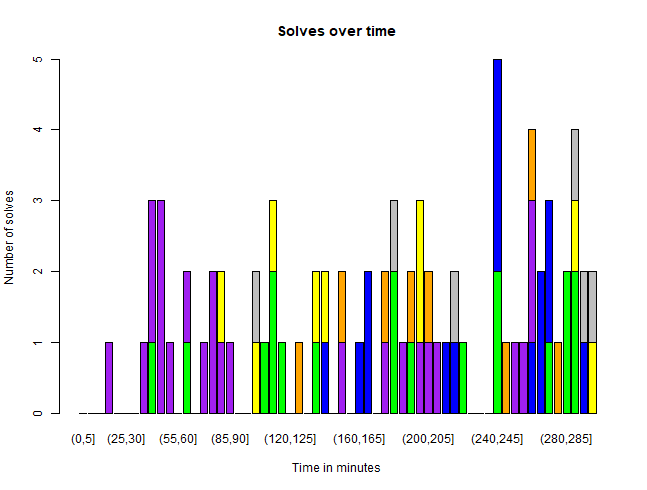 Solves over time
Number of solves
5
4
3
2
1
0
(0,5] (25,30] (55,60] (85,90] (120,125] (160,165] (200,205] (240,245] (280,285]
Time in minutes